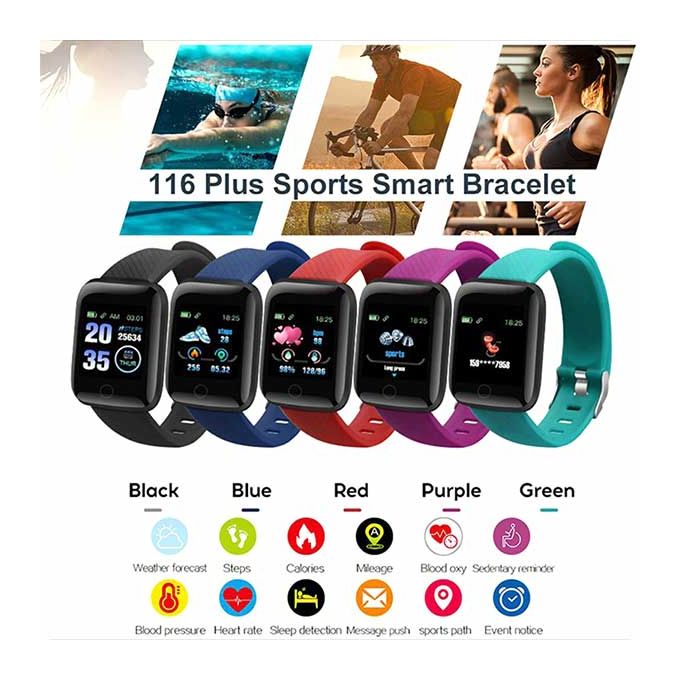 116 Plus Sports Smart Bracelet
AM 03.01
20
35
STEPS
25634
THUR
steps
28
256 05.32
18:25
bpm
98
98% 128/96
18:25
sports
Long press
18:25
158****7958
Black Blue Red Purple Green
Weather forecast Steps Calories Mileage Blood oxy Sedentary reminder
Blood pressure Heart rate Sleep detection Message push sports path Event notice